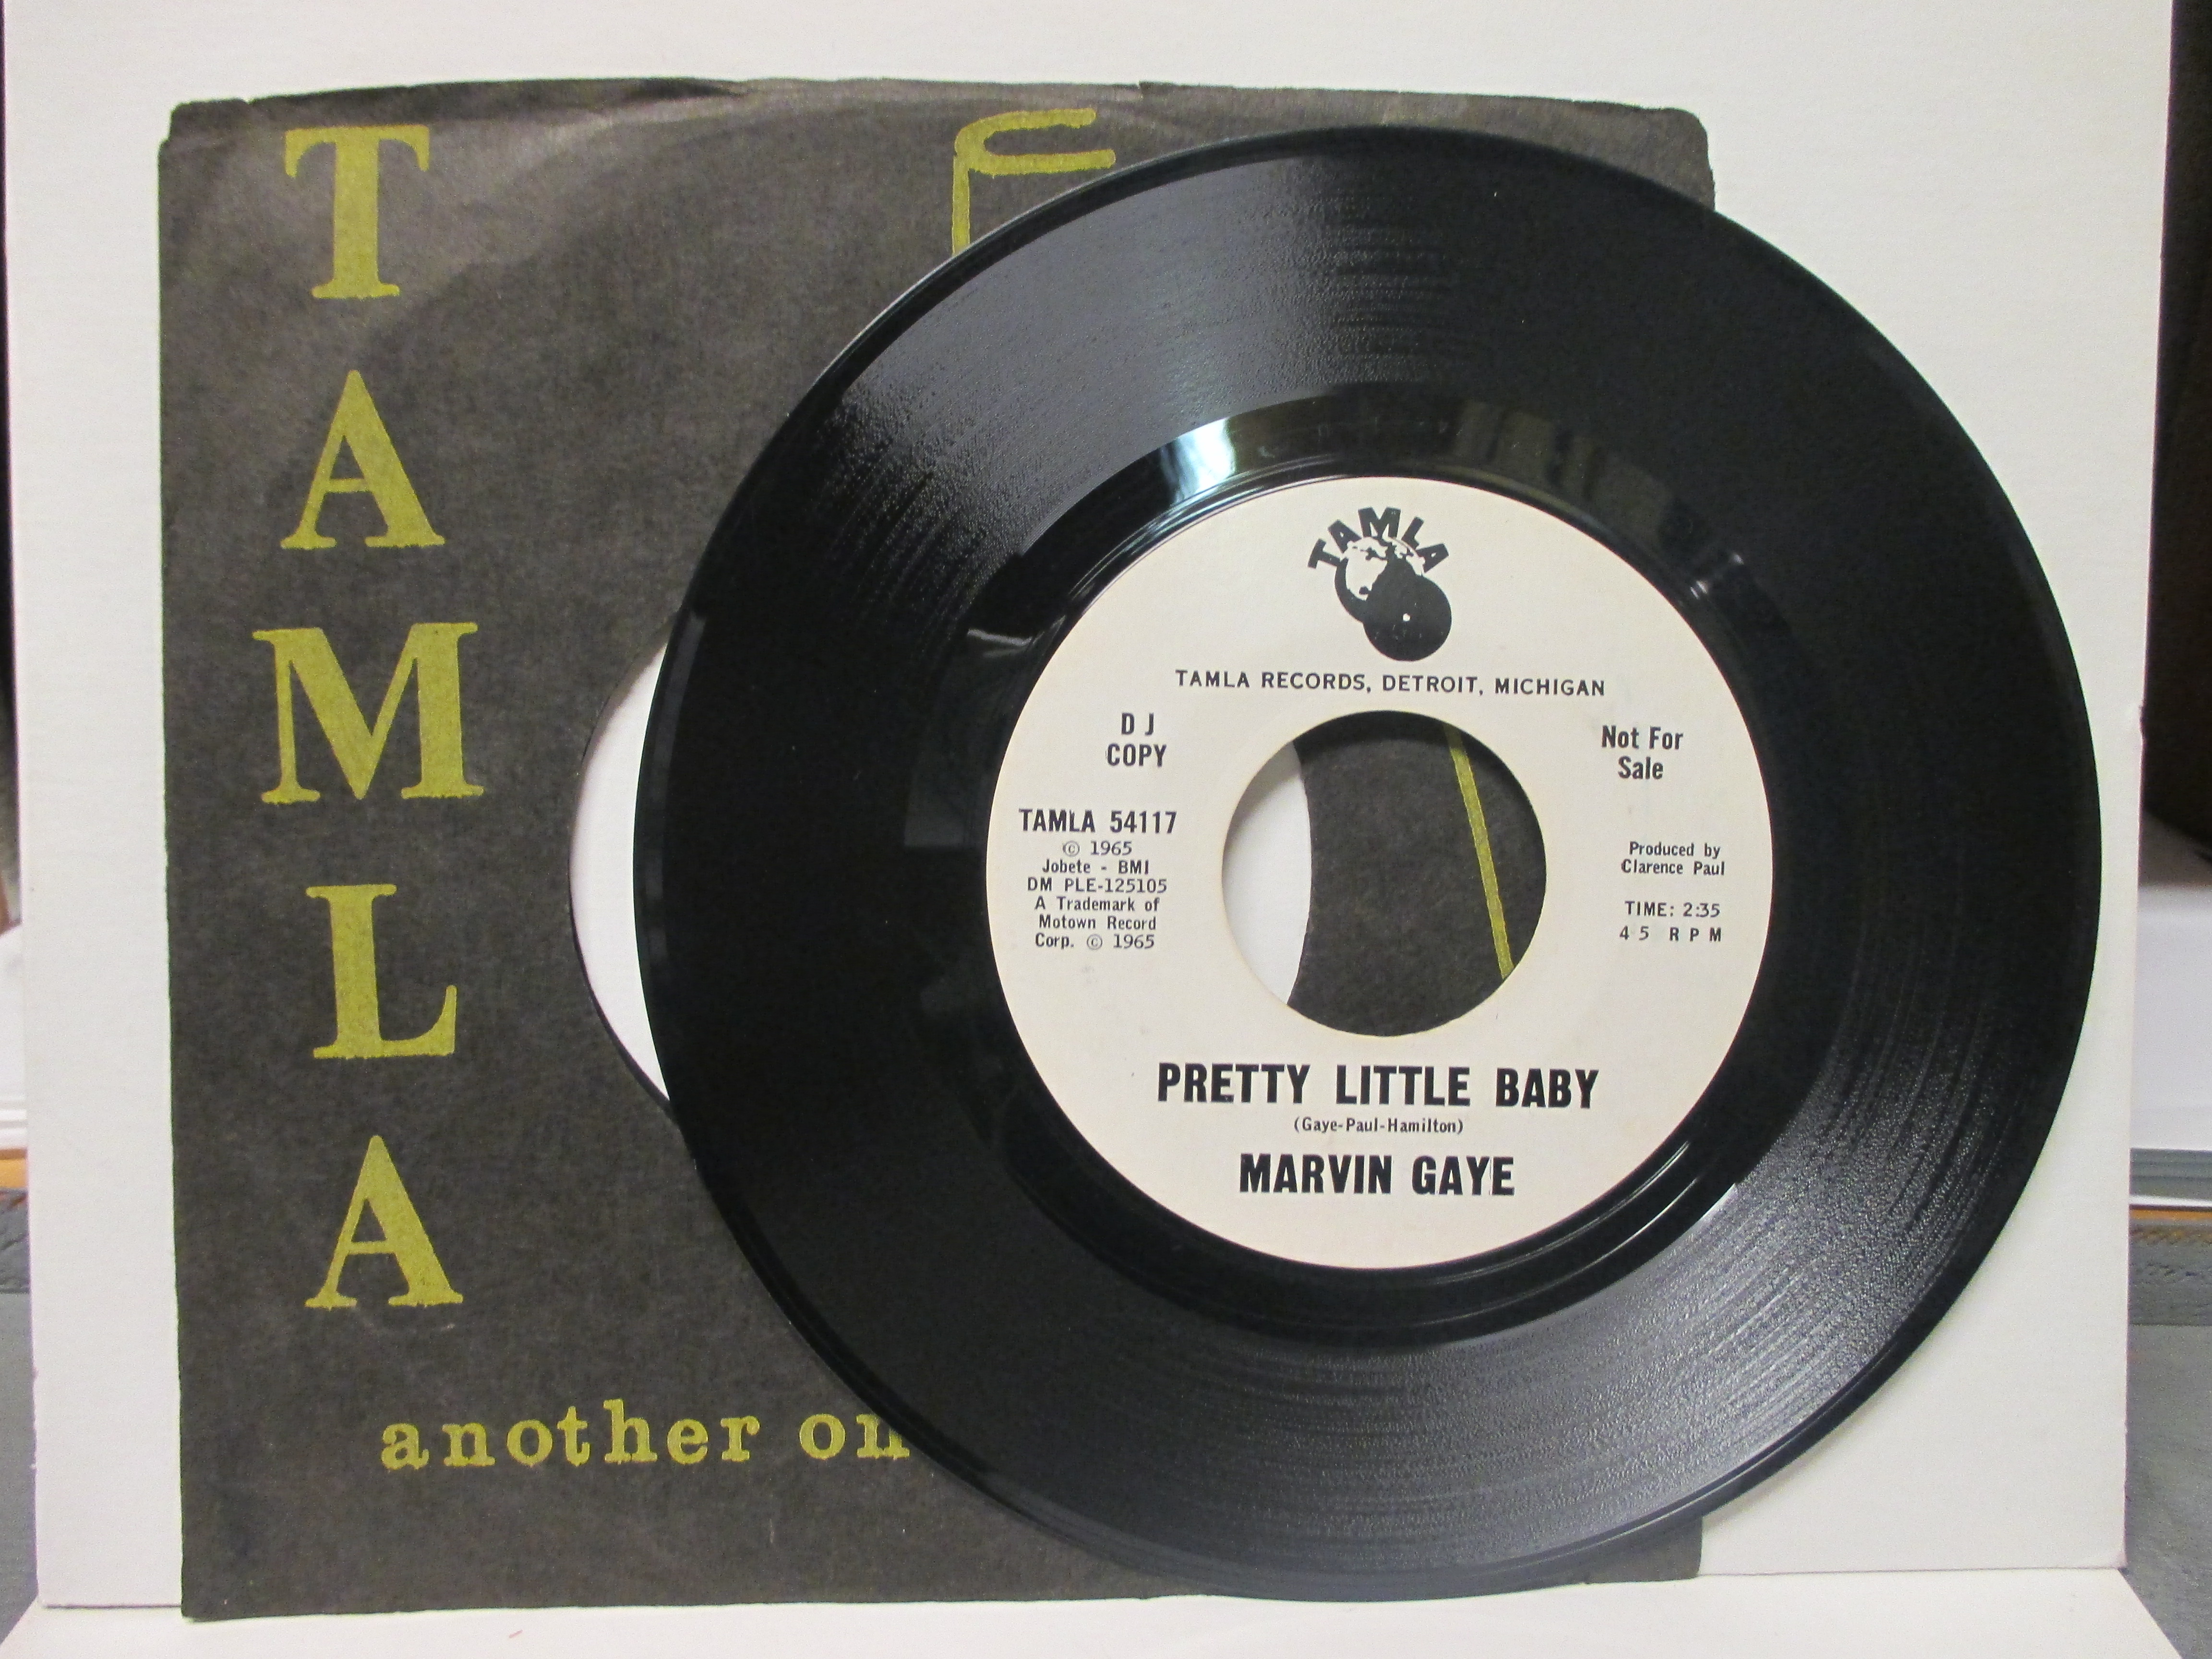 T
A
M
L
A
another on
TAMLA
TAMLA RECORDS, DETROIT, MICHIGAN
D J
COPY
Not For
Sale
TAMLA 54117
© 1965
Jobete - BMI
DM PLE-125105
A Trademark of
Motown Record
Corp. © 1965
Produced by
Clarence Paul
TIME: 2:35
45 RPM
PRETTY LITTLE BABY
(Gaye-Paul-Hamilton)
MARVIN GAYE